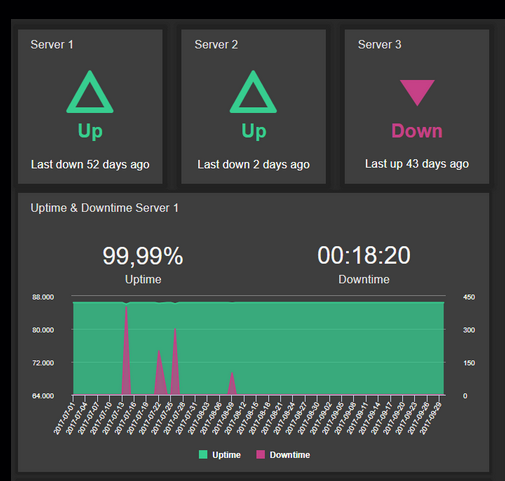 Server 1
Server 2
Server 3
Up
Up
Down
Last down 52 days ago
Last down 2 days ago
Last up 43 days ago
Uptime & Downtime Server 1
99,99%
00:18:20
Uptime
Downtime
88.000
450
80.000
300
72.000
150
64.000
0
2017-07-01
2017-07-04
2017-07-07
2017-07-10
2017-07-13
2017-07-16
2017-07-19
2017-07-22
2017-07-25
2017-07-28
2017-07-31
2017-08-03
2017-08-06
2017-08-09
2017-08-12
2017-08-15
2017-08-18
2017-08-21
2017-08-24
2017-08-27
2017-08-30
2017-09-02
2017-09-05
2017-09-08
2017-09-11
2017-09-14
2017-09-17
2017-09-20
2017-09-23
2017-09-26
2017-09-29
Uptime
Downtime